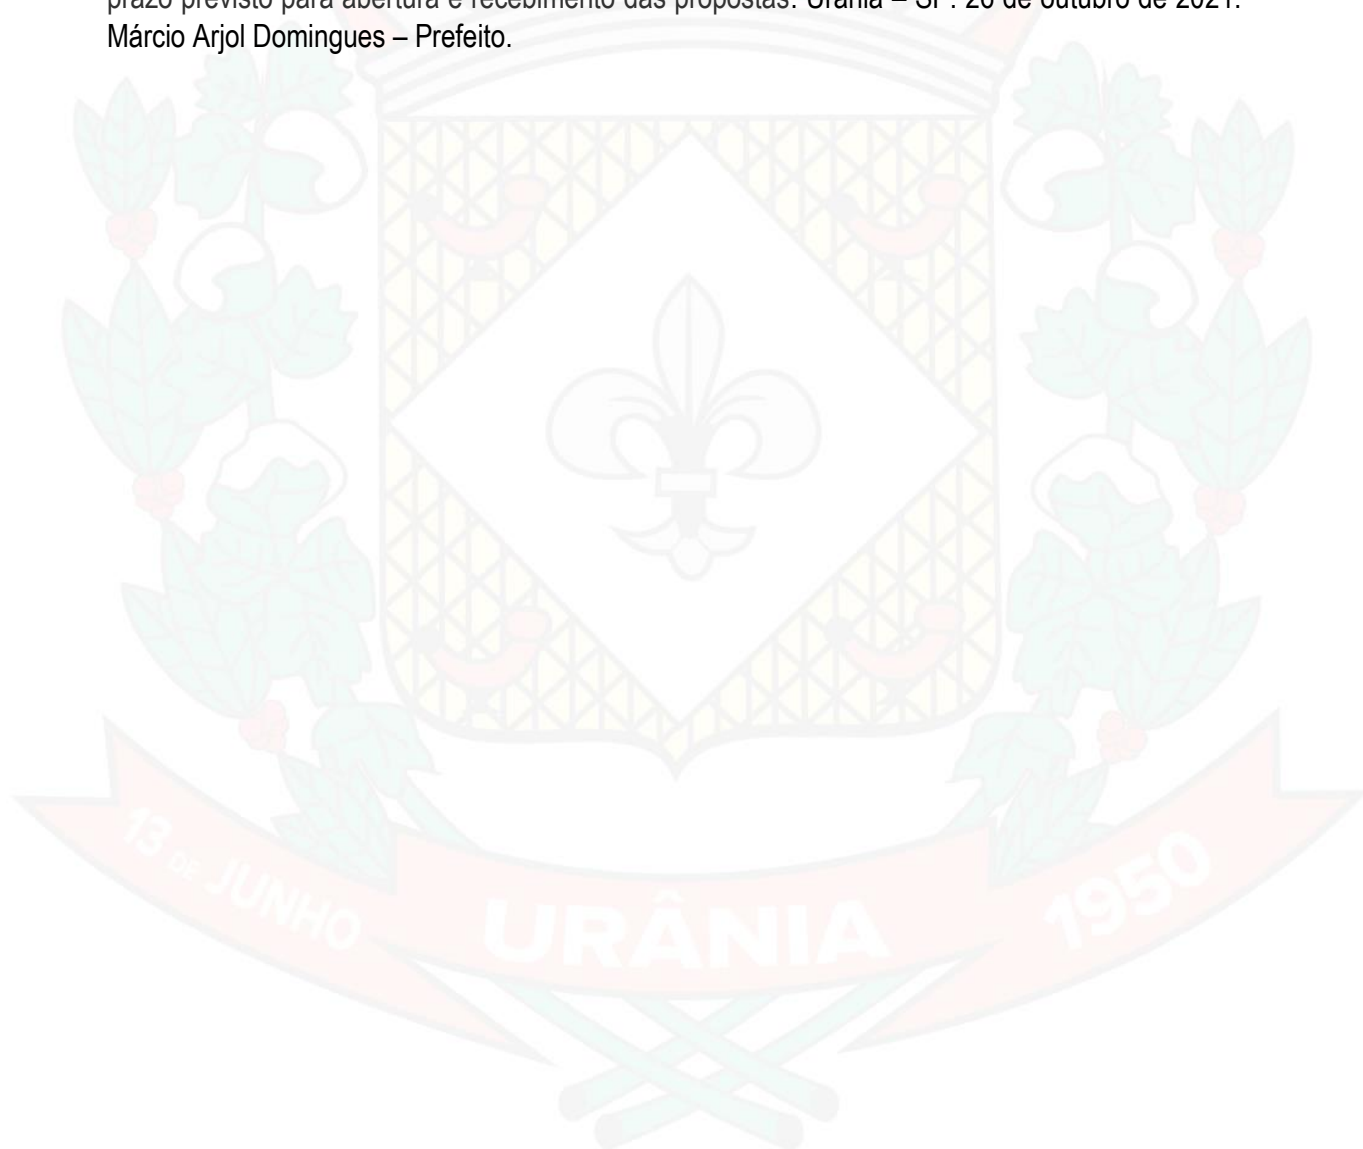 prazo previsto para abertura e recebimento das propostas. Urânia – SP. 26 de outubro de 2021.
Márcio Arjol Domingues – Prefeito.
13 DE JUNHO
URÂNIA
1950